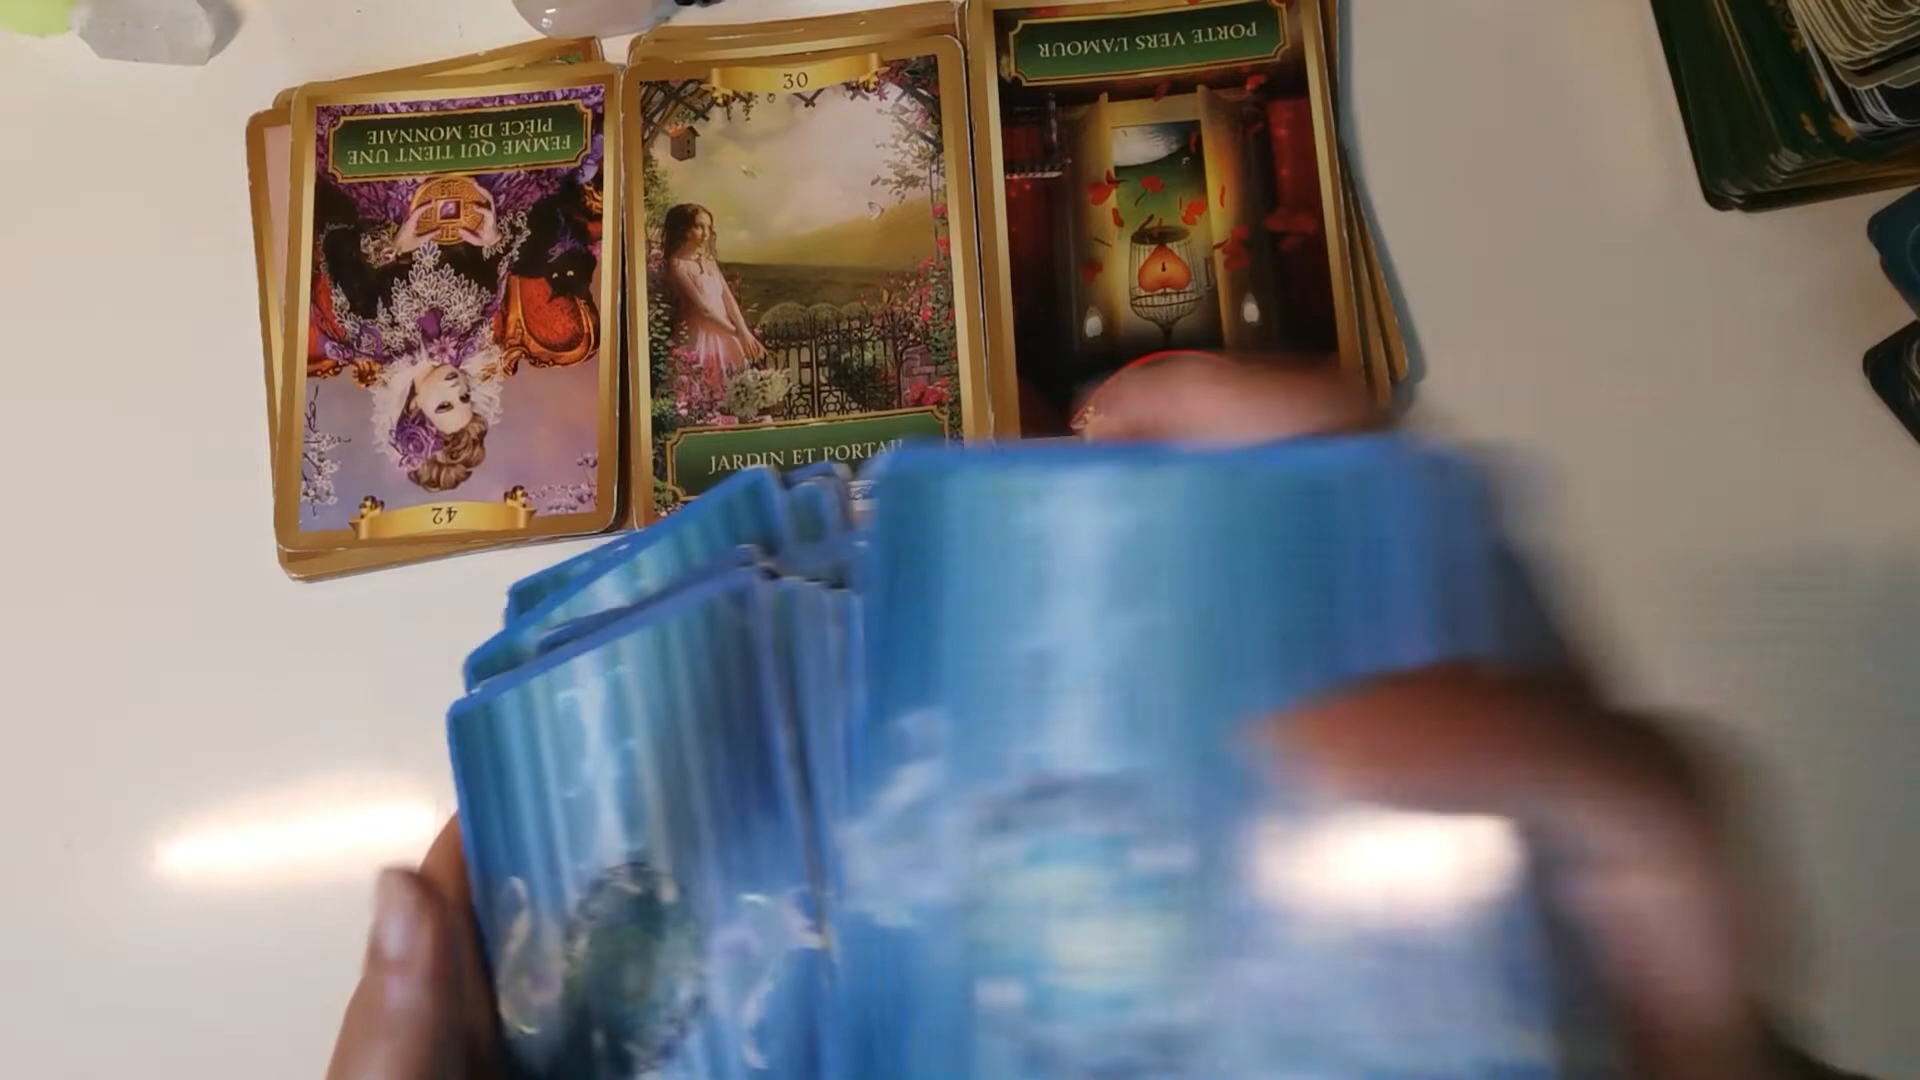 FEMME QUI TIENT UNE
PIÈCE DE MONNAIE
42
30
JARDIN ET PORTAIL
PORTE VERS L'AMOUR